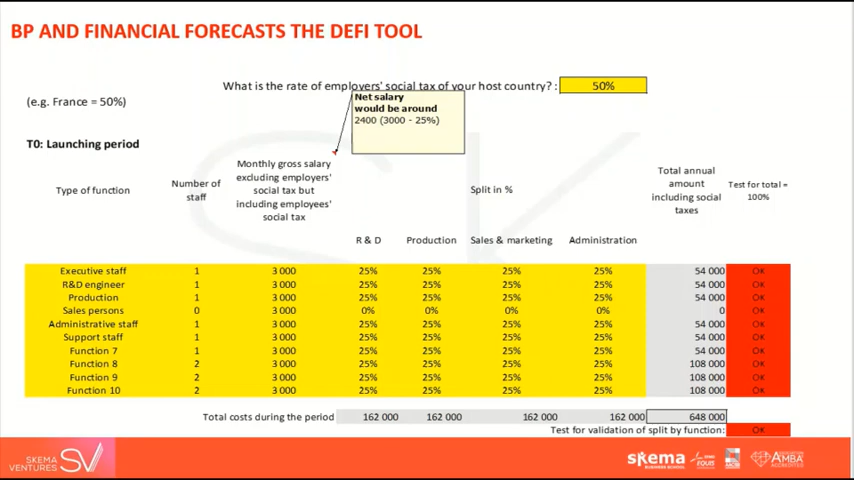 BP AND FINANCIAL FORECASTS THE DEFI TOOL
What is the rate of employers' social tax of your host country? : 50%
(e.g. France = 50%)
Net salary
would be around
2400 (3000 - 25%)
T0: Launching period
Type of function
Number of
staff
Monthly gross salary
excluding employers'
social tax but
including employees'
social tax
Split in %
Total annual
amount
including social
taxes
Test for total =
100%
R & D Production Sales & marketing Administration
Executive staff 1 3 000 25% 25% 25% 25% 54 000 OK
R&D engineer 1 3 000 25% 25% 25% 25% 54 000 OK
Production 1 3 000 25% 25% 25% 25% 54 000 OK
Sales persons 0 3 000 0% 0% 0% 0% 0 OK
Administrative staff 1 3 000 25% 25% 25% 25% 54 000 OK
Support staff 1 3 000 25% 25% 25% 25% 54 000 OK
Function 7 1 3 000 25% 25% 25% 25% 54 000 OK
Function 8 2 3 000 25% 25% 25% 25% 108 000 OK
Function 9 2 3 000 25% 25% 25% 25% 108 000 OK
Function 10 2 3 000 25% 25% 25% 25% 108 000 OK
Total costs during the period 162 000 162 000 162 000 162 000 648 000
Test for validation of split by function: OK
SKEMA
VENTURES SV
skema
BUSINESS SCHOOL
EQUIS
AMBA
ACCREDITED